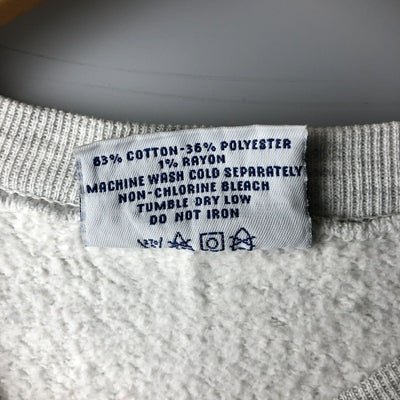 63% COTTON-36% POLYESTER
1% RAYON
MACHINE WASH COLD SEPARATELY
NON-CHLORINE BLEACH
TUMBLE DRY LOW
DO NOT IRON